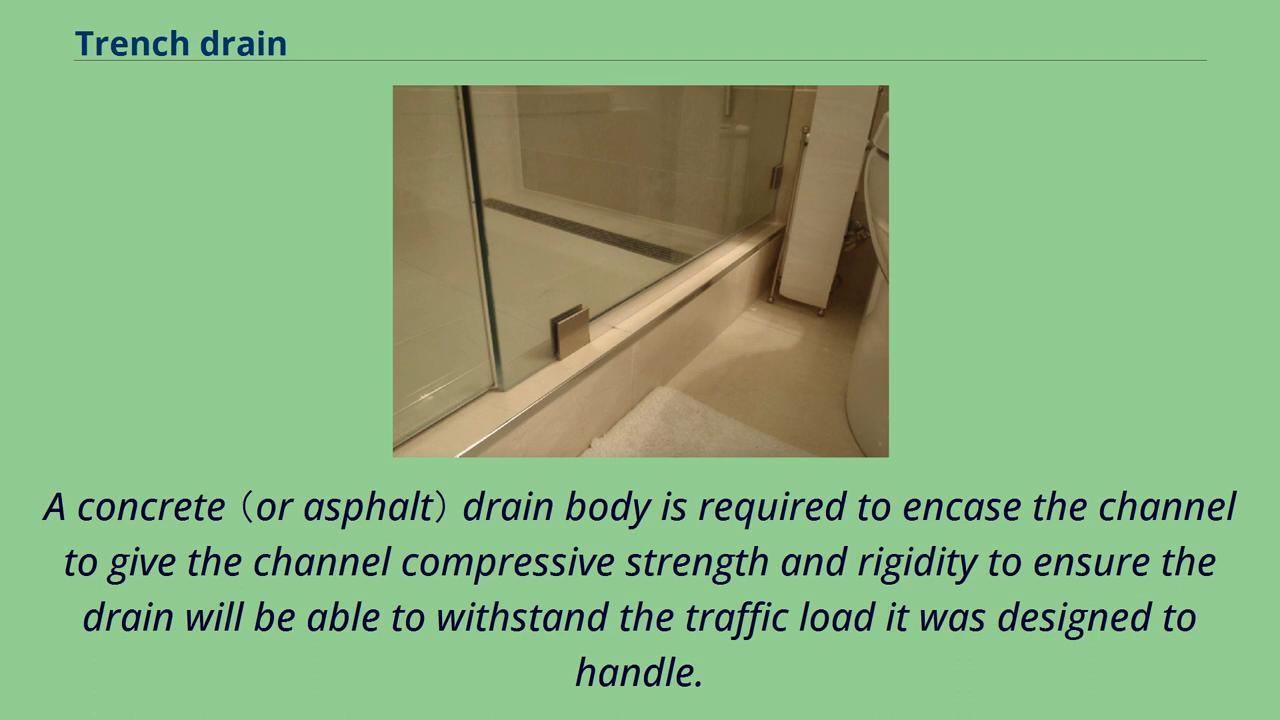 Trench drain
A concrete (or asphalt) drain body is required to encase the channel
to give the channel compressive strength and rigidity to ensure the
drain will be able to withstand the traffic load it was designed to
handle.